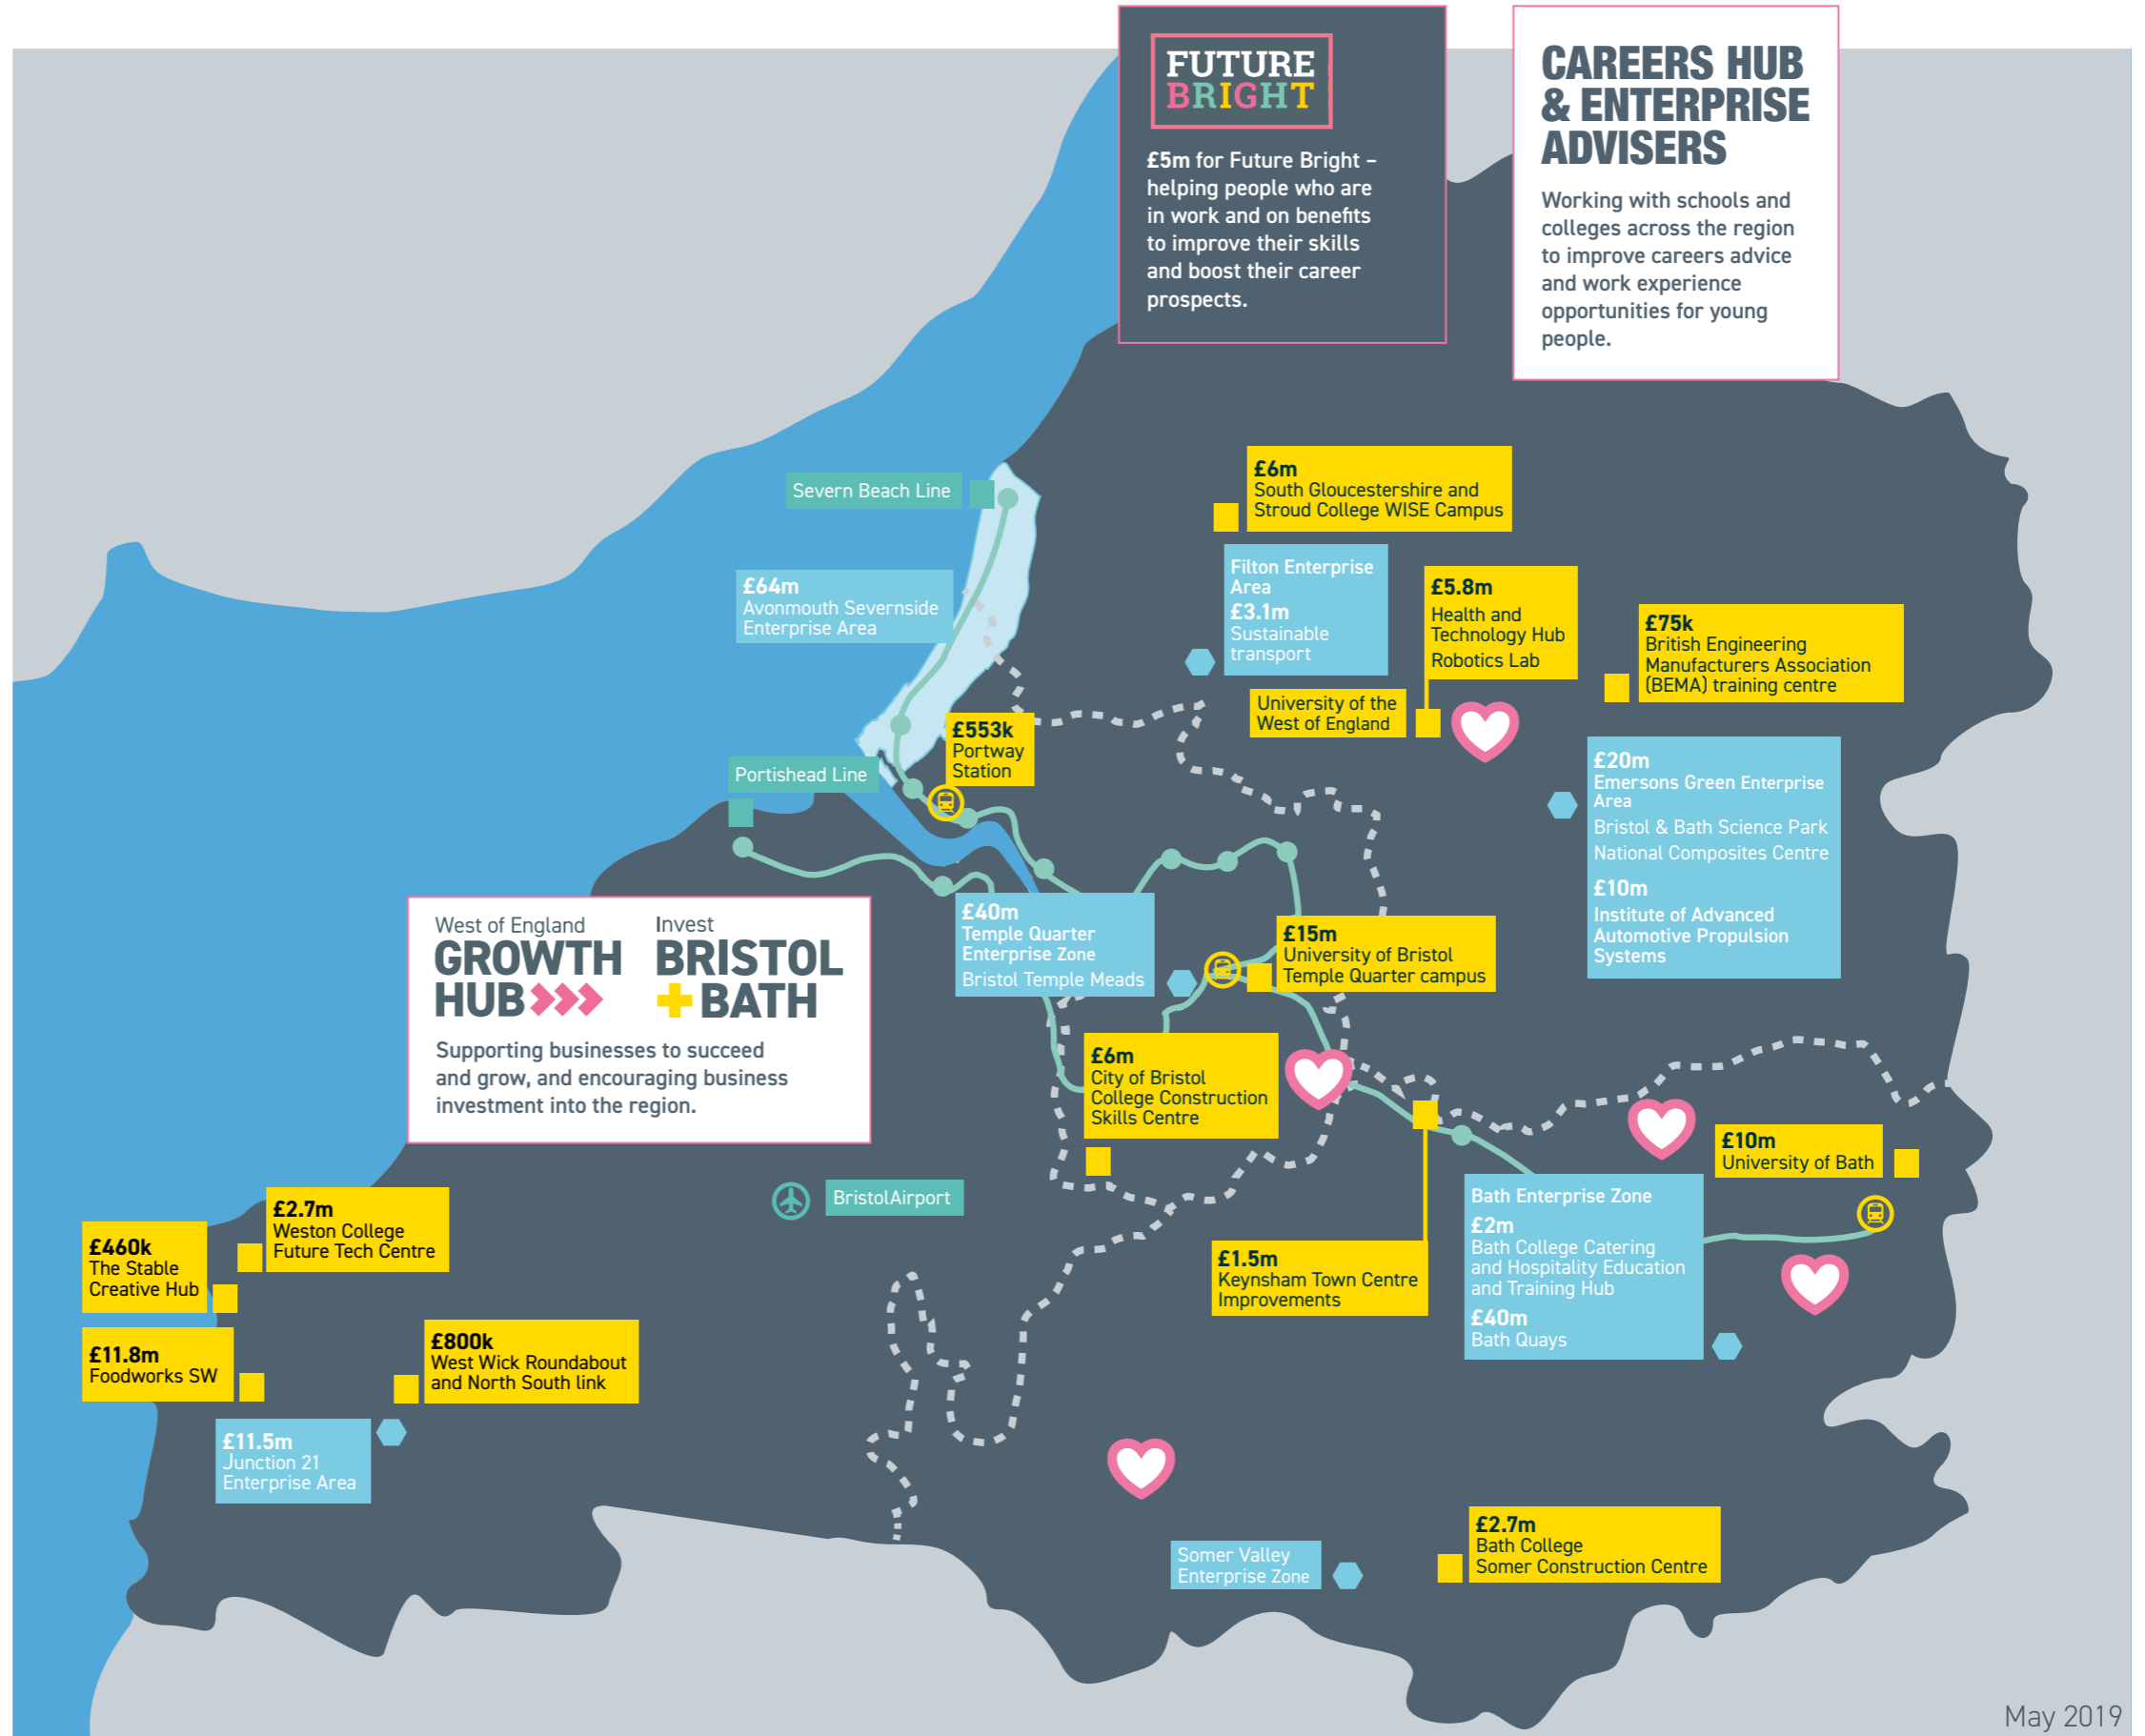 FUTURE
BRIGHT
£5m for Future Bright –
helping people who are
in work and on benefits
to improve their skills
and boost their career
prospects.
CAREERS HUB
& ENTERPRISE
ADVISERS
Working with schools and
colleges across the region
to improve careers advice
and work experience
opportunities for young
people.
Severn Beach Line
£6m
South Gloucestershire and
Stroud College WISE Campus
£64m
Avonmouth Severnside
Enterprise Area
Filton Enterprise
Area
£3.1m
Sustainable
transport
£5.8m
Health and
Technology Hub
Robotics Lab
University of the
West of England
£75k
British Engineering
Manufacturers Association
(BEMA) training centre
£553k
Portway
Station
Portishead Line
£20m
Emersons Green Enterprise
Area
Bristol & Bath Science Park
National Composites Centre
£10m
Institute of Advanced
Automotive Propulsion
Systems
West of England
GROWTH
HUB
Invest
BRISTOL
+ BATH
Supporting businesses to succeed
and grow, and encouraging business
investment into the region.
£40m
Temple Quarter
Enterprise Zone
Bristol Temple Meads
£15m
University of Bristol
Temple Quarter campus
£6m
City of Bristol
College Construction
Skills Centre
£10m
University of Bath
BristolAirport
Bath Enterprise Zone
£2m
Bath College Catering
and Hospitality Education
and Training Hub
£40m
Bath Quays
£1.5m
Keynsham Town Centre
Improvements
£2.7m
Weston College
Future Tech Centre
£460k
The Stable
Creative Hub
£11.8m
Foodworks SW
£800k
West Wick Roundabout
and North South link
£11.5m
Junction 21
Enterprise Area
Somer Valley
Enterprise Zone
£2.7m
Bath College
Somer Construction Centre
May 2019